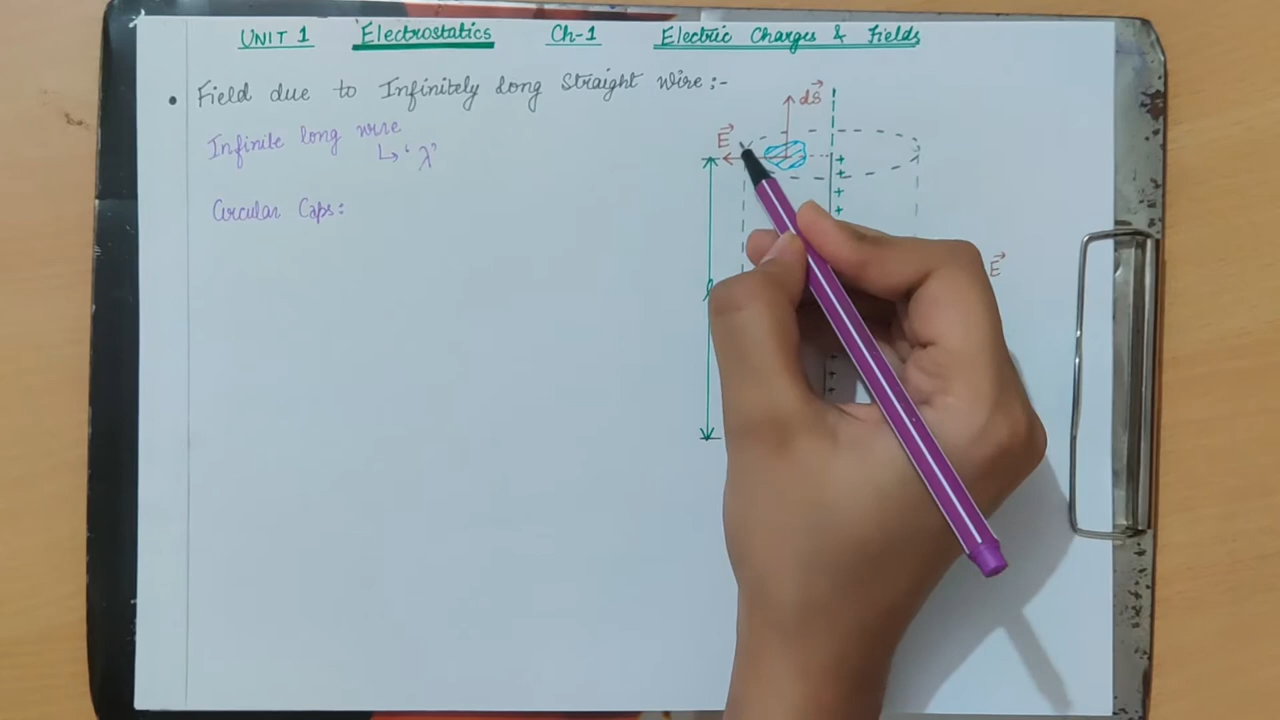 UNIT 1 Electrostatics Ch-1 Electric Charges & Fields
• Field due to Infinitely long Straight Wire :-
Infinite long wire
↳ 'λ'
Circular Caps:
dS⃗
E⃗
+
+
+
+
E⃗
l
+
+
+